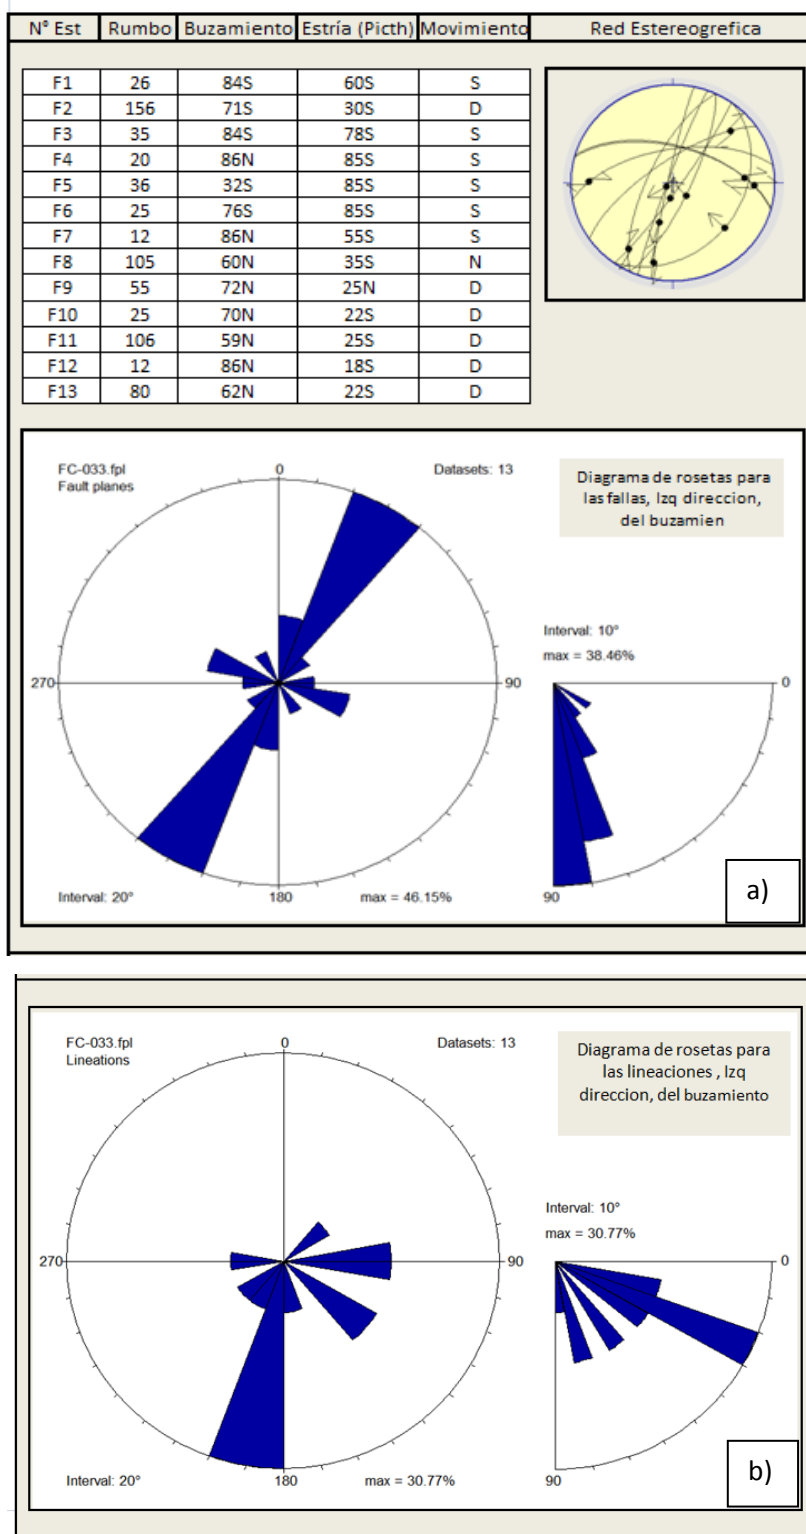 N° Est Rumbo Buzamiento Estría (Picth) Movimiento Red Estereogrefica
F1 26 84S 60S S
F2 156 71S 30S D
F3 35 84S 78S S
F4 20 86N 85S S
F5 36 32S 85S S
F6 25 76S 85S S
F7 12 86N 55S S
F8 105 60N 35S N
F9 55 72N 25N D
F10 25 70N 22S D
F11 106 59N 25S D
F12 12 86N 18S D
F13 80 62N 22S D
FC-033.fpl
Fault planes
0
Datasets: 13
Diagrama de rosetas para
las fallas, Izq direccion,
del buzamien
Interval: 10°
max = 38.46%
270
90
0
Interval: 20°
180
max = 46.15%
90
a)
FC-033.fpl
Lineations
0
Datasets: 13
Diagrama de rosetas para
las lineaciones , Izq
direccion, del buzamiento
Interval: 10°
max = 30.77%
270
90
0
Interval: 20°
180
max = 30.77%
90
b)